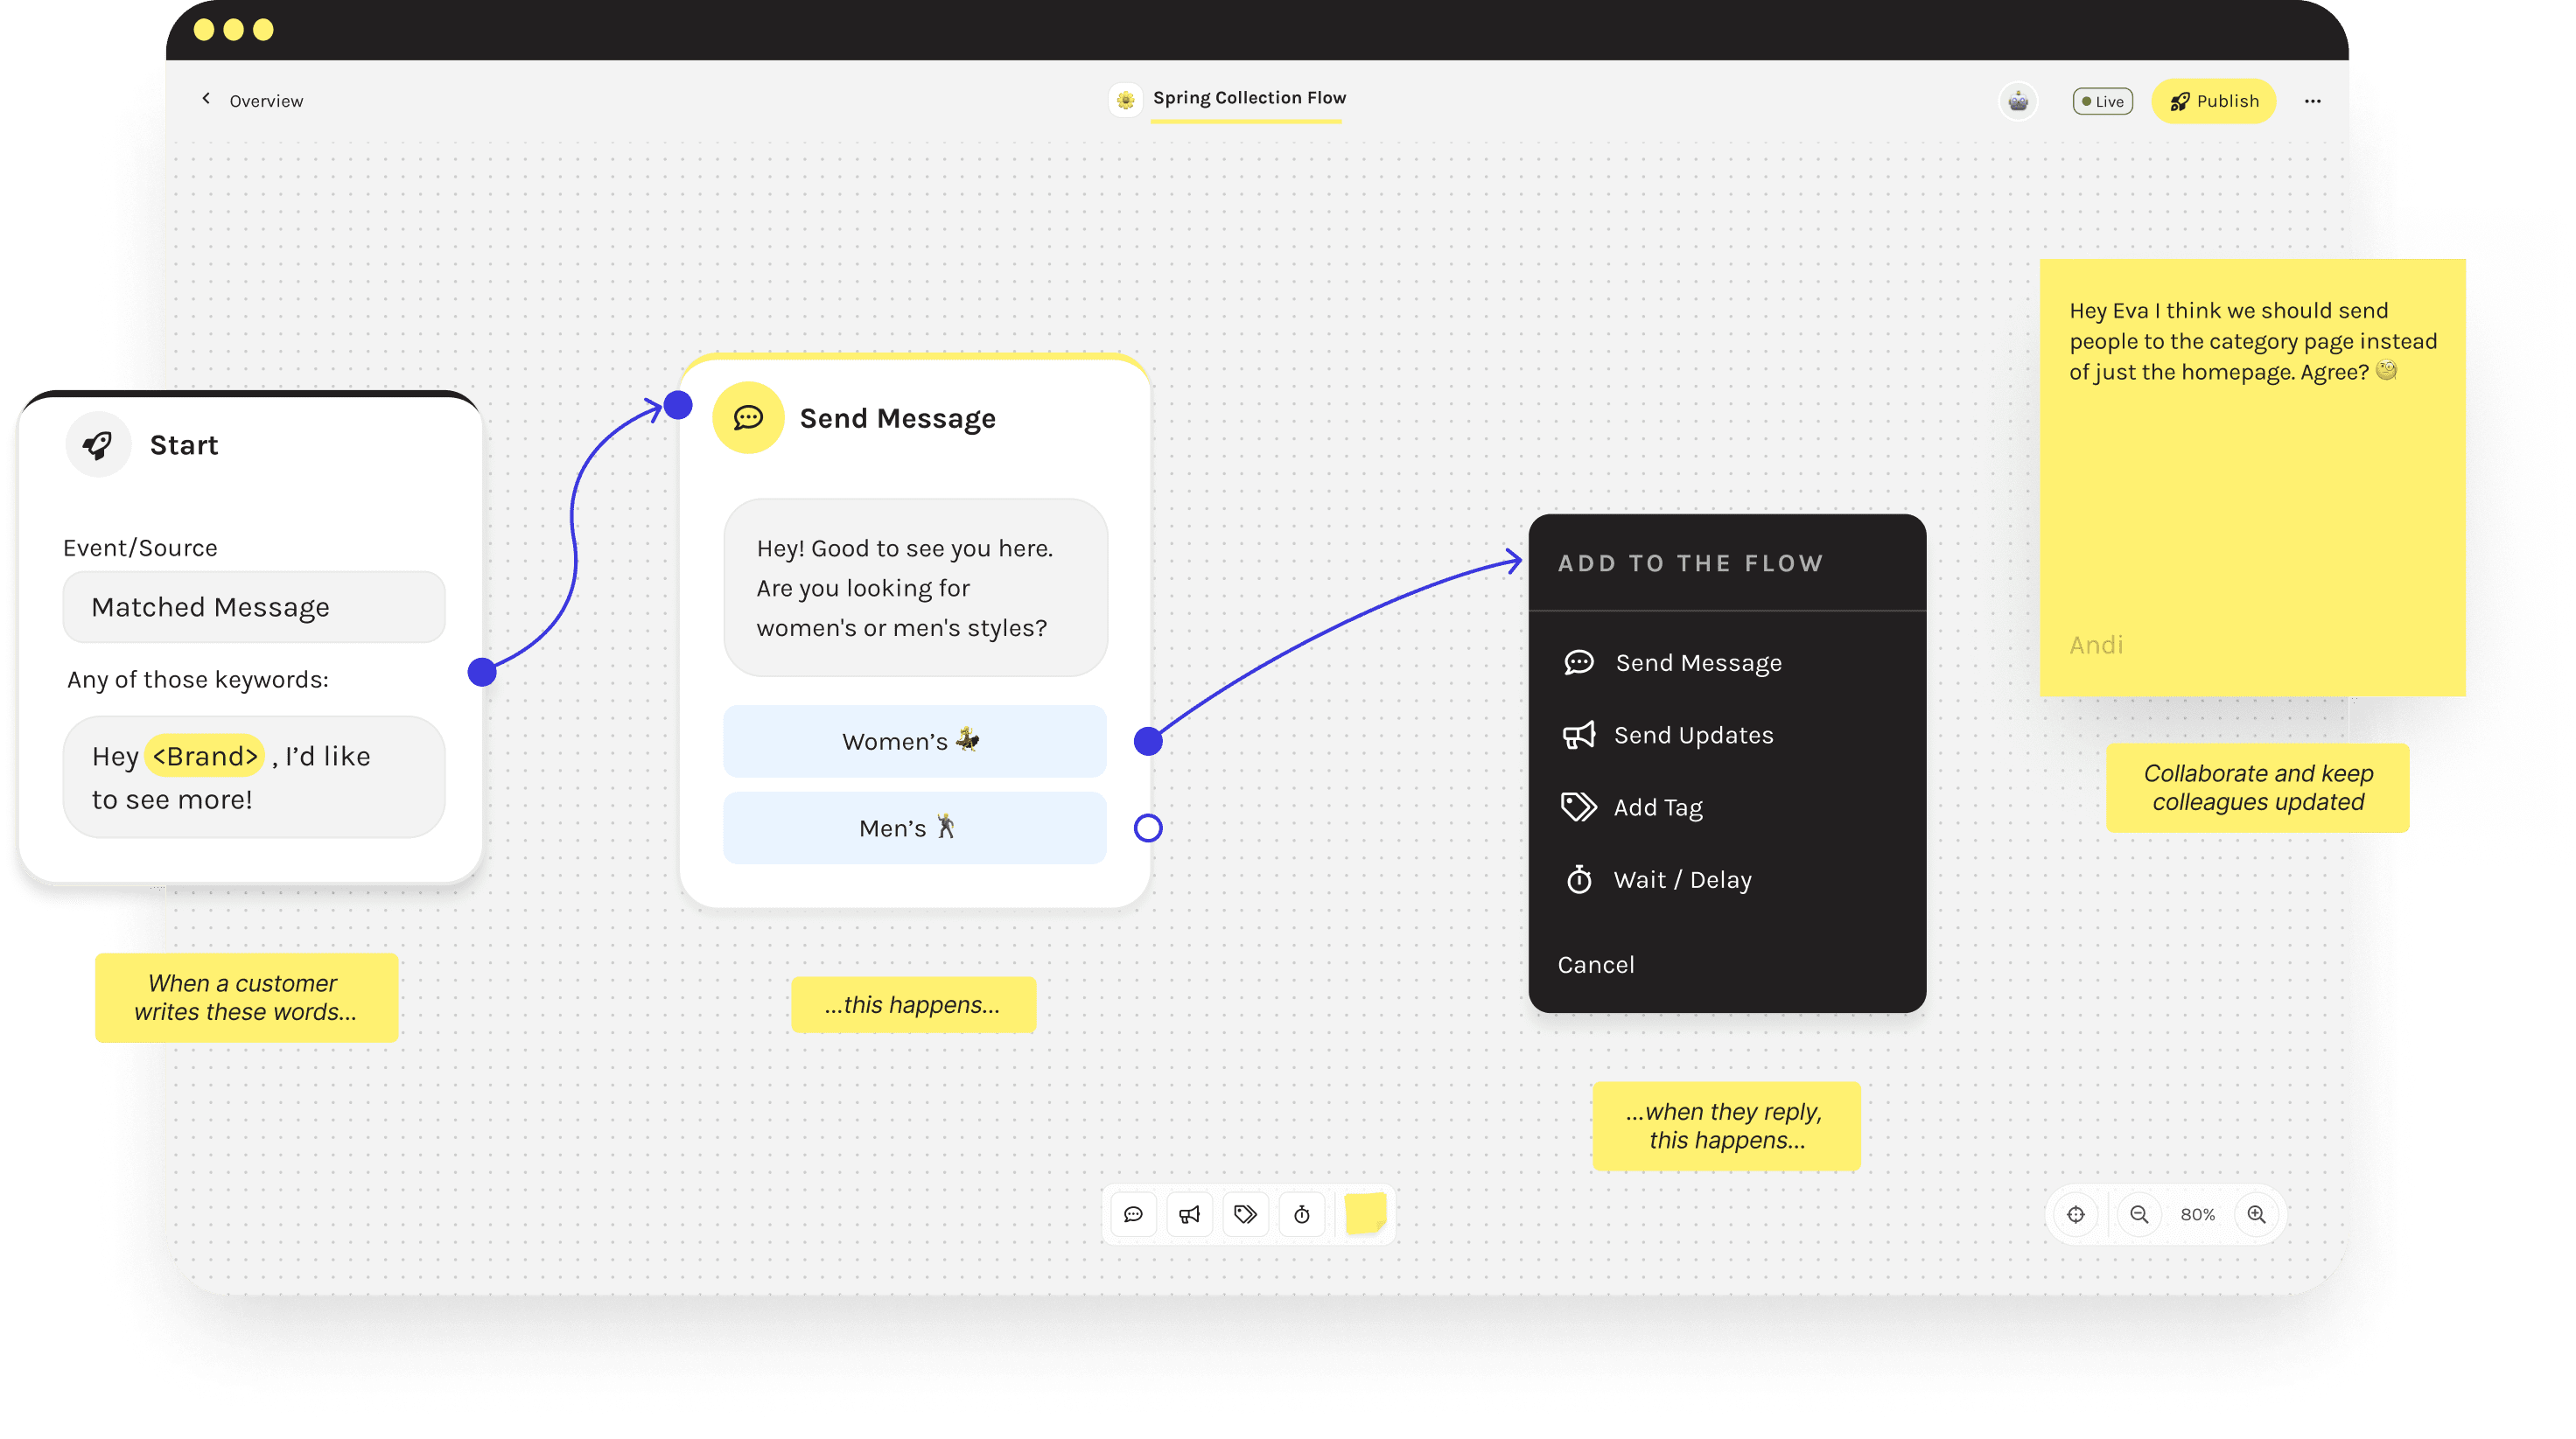 Overview
Spring Collection Flow
Live
Publish
Start
Event/Source
Matched Message
Any of those keywords:
Hey <Brand> , I’d like
to see more!
When a customer
writes these words...
Send Message
Hey! Good to see you here.
Are you looking for
women's or men's styles?
Women’s
Men’s
...this happens...
ADD TO THE FLOW
Send Message
Send Updates
Add Tag
Wait / Delay
Cancel
...when they reply,
this happens...
Hey Eva I think we should send
people to the category page instead
of just the homepage. Agree?
Andi
Collaborate and keep
colleagues updated
80%